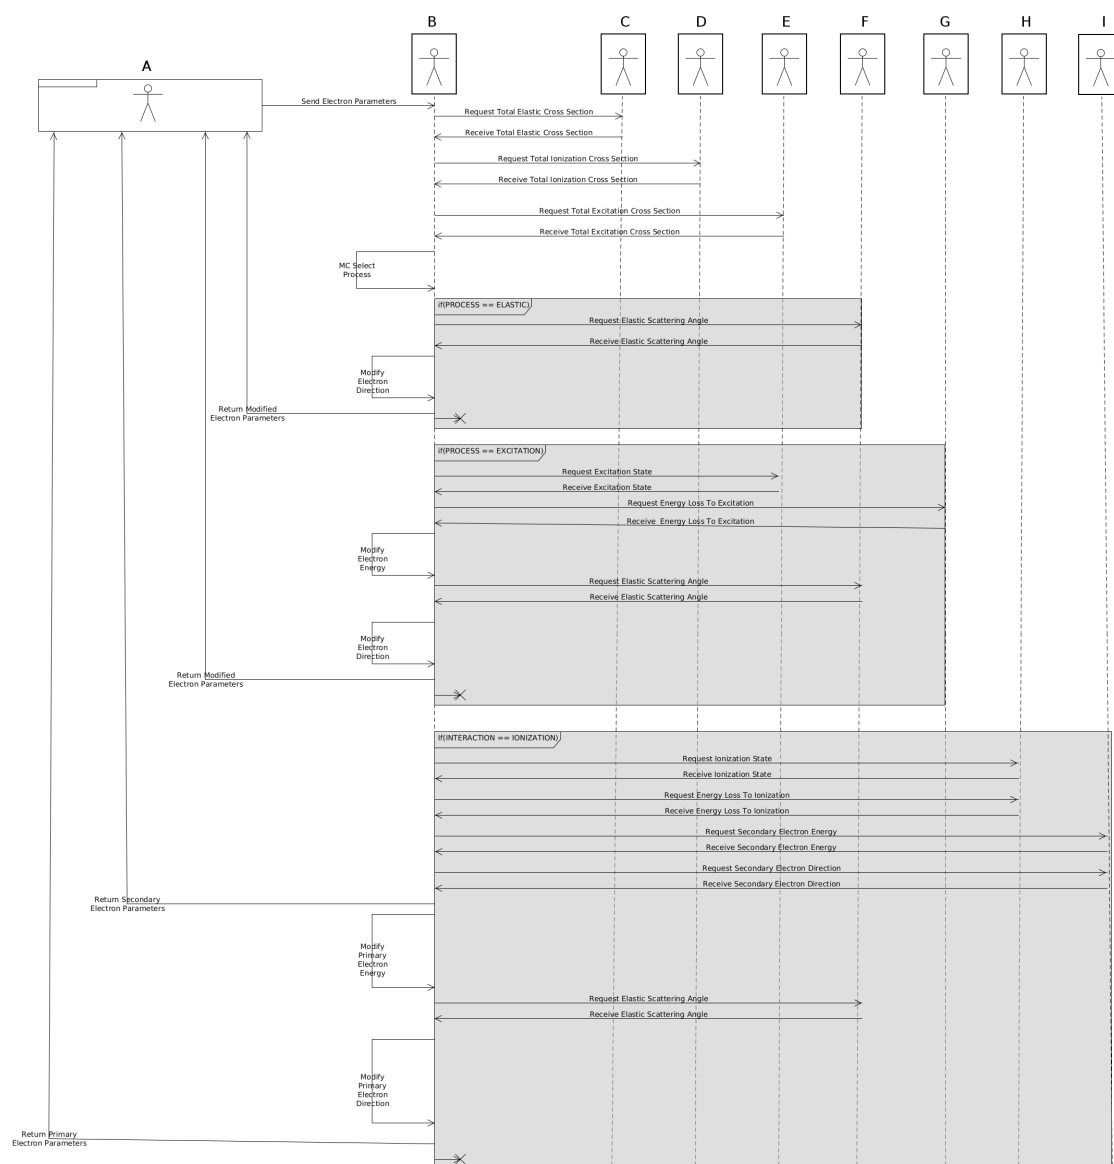 A
B
C
D
E
F
G
H
I
Send Electron Parameters
Request Total Elastic Cross Section
Receive Total Elastic Cross Section
Request Total Ionization Cross Section
Receive Total Ionization Cross Section
Request Total Excitation Cross Section
Receive Total Excitation Cross Section
MC Select
Process
if(PROCESS == ELASTIC)
Request Elastic Scattering Angle
Receive Elastic Scattering Angle
Modify
Electron
Direction
Return Modified
Electron Parameters
if(PROCESS == EXCITATION)
Request Excitation State
Receive Excitation State
Request Energy Loss To Excitation
Receive Energy Loss To Excitation
Modify
Electron
Energy
Request Elastic Scattering Angle
Receive Elastic Scattering Angle
Modify
Electron
Direction
Return Modified
Electron Parameters
If(INTERACTION == IONIZATION)
Request Ionization State
Receive Ionization State
Request Energy Loss To Ionization
Receive Energy Loss To Ionization
Request Secondary Electron Energy
Receive Secondary Electron Energy
Request Secondary Electron Direction
Receive Secondary Electron Direction
Return Secondary
Electron Parameters
Modify
Primary
Electron
Energy
Request Elastic Scattering Angle
Receive Elastic Scattering Angle
Modify
Primary
Electron
Direction
Return Primary
Electron Parameters